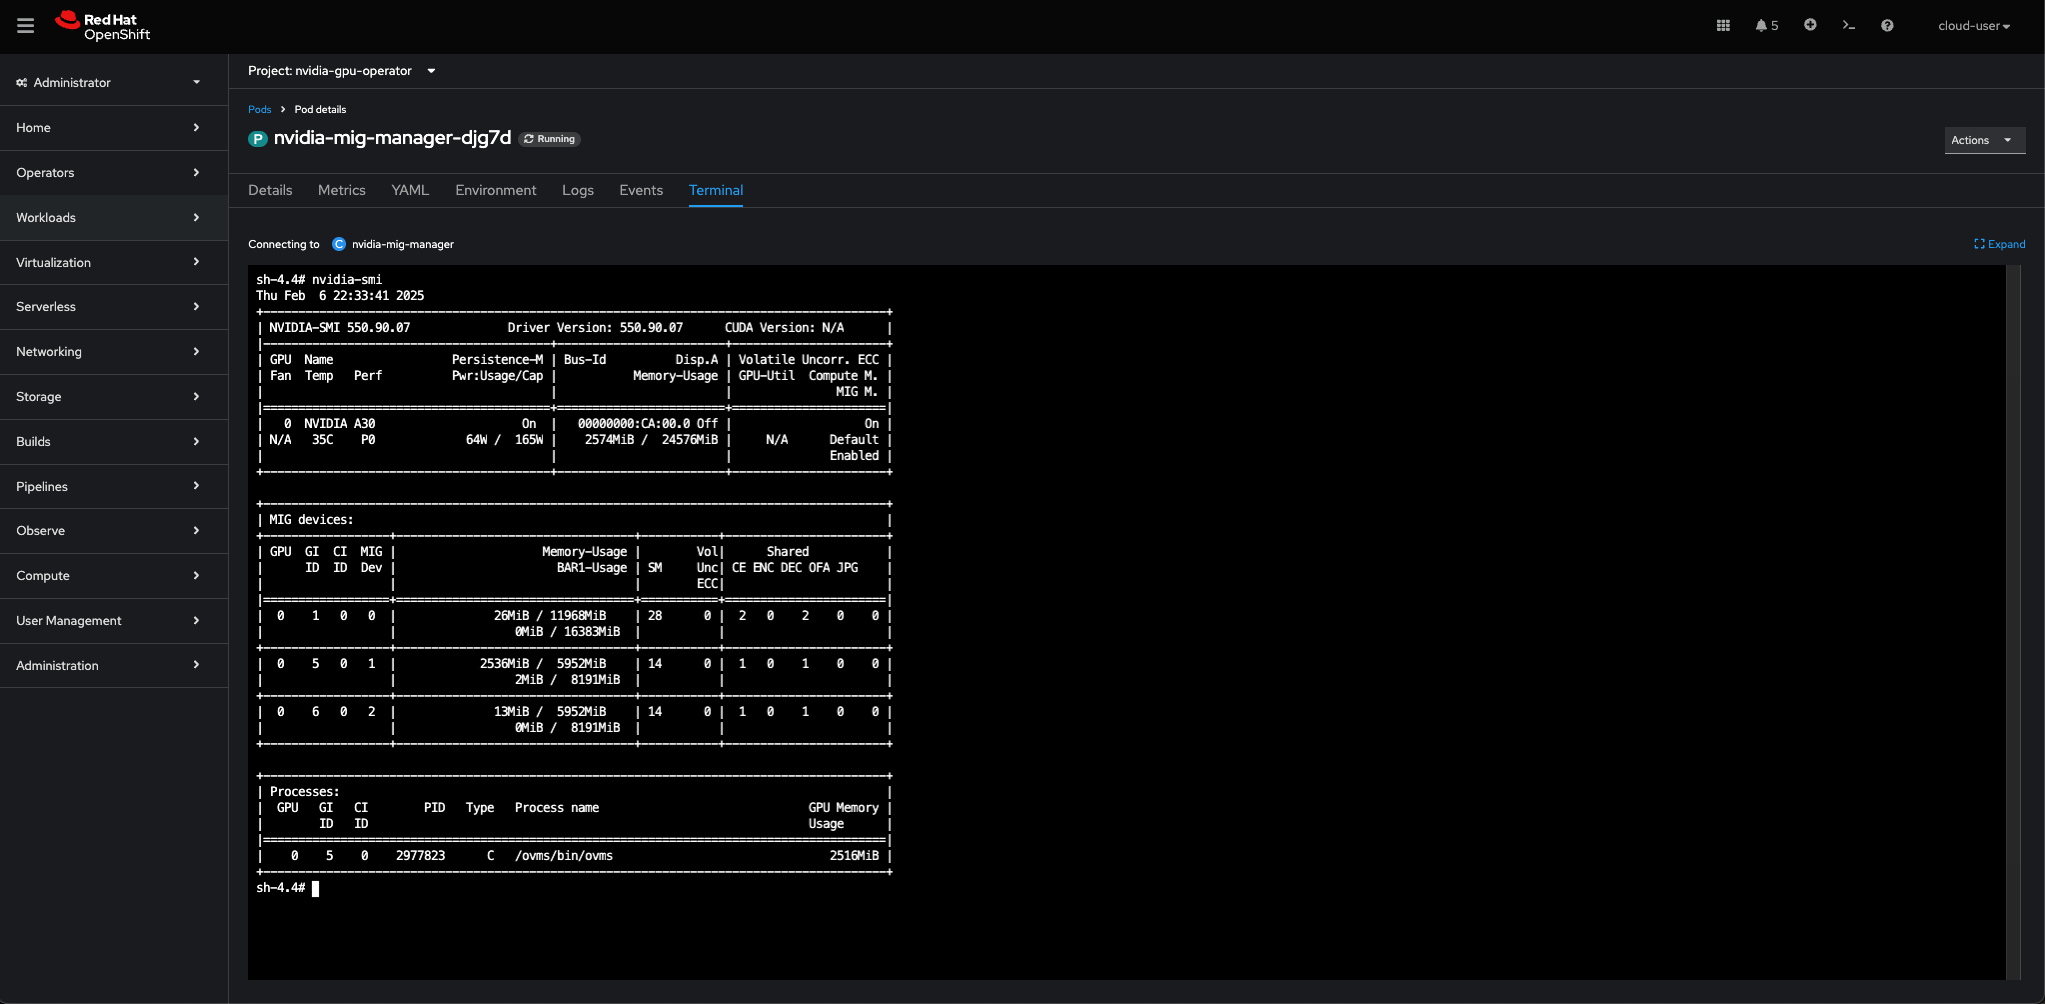 Red Hat
OpenShift
5
cloud-user
Administrator
Home
Operators
Workloads
Virtualization
Serverless
Networking
Storage
Builds
Pipelines
Observe
Compute
User Management
Administration
Project: nvidia-gpu-operator
Pods > Pod details
P nvidia-mig-manager-djg7d Running
Actions
Details Metrics YAML Environment Logs Events Terminal
Connecting to C nvidia-mig-manager
Expand
sh-4.4# nvidia-smi
Thu Feb  6 22:33:41 2025
+-----------------------------------------------------------------------------------------+
| NVIDIA-SMI 550.90.07              Driver Version: 550.90.07      CUDA Version: N/A      |
|-----------------------------------------+------------------------+----------------------+
| GPU  Name                 Persistence-M | Bus-Id          Disp.A | Volatile Uncorr. ECC |
| Fan  Temp   Perf          Pwr:Usage/Cap |           Memory-Usage | GPU-Util  Compute M. |
|                                         |                        |               MIG M. |
|=========================================+========================+======================|
|   0  NVIDIA A30                     On  |   00000000:CA:00.0 Off |                   On |
| N/A   35C    P0             64W /  165W |    2574MiB /  24576MiB |     N/A      Default |
|                                         |                        |              Enabled |
+-----------------------------------------+------------------------+----------------------+
+-----------------------------------------------------------------------------------------+
| MIG devices:                                                                            |
+------------------+----------------------------------+-----------+-----------------------+
| GPU  GI  CI  MIG |                     Memory-Usage |        Vol|      Shared           |
|      ID  ID  Dev |                       BAR1-Usage | SM     Unc| CE ENC DEC OFA JPG    |
|                  |                                  |        ECC|                       |
|==================+==================================+===========+=======================|
|  0    1   0   0  |              26MiB / 11968MiB    | 28      0 |  2   0    2    0    0 |
|                  |                 0MiB / 16383MiB  |           |                       |
+------------------+----------------------------------+-----------+-----------------------+
|  0    5   0   1  |            2536MiB /  5952MiB    | 14      0 |  1   0    1    0    0 |
|                  |                 2MiB /  8191MiB  |           |                       |
+------------------+----------------------------------+-----------+-----------------------+
|  0    6   0   2  |              13MiB /  5952MiB    | 14      0 |  1   0    1    0    0 |
|                  |                 0MiB /  8191MiB  |           |                       |
+------------------+----------------------------------+-----------+-----------------------+
+-----------------------------------------------------------------------------------------+
| Processes:                                                                              |
|  GPU   GI   CI        PID   Type   Process name                              GPU Memory |
|        ID   ID                                                               Usage      |
|=========================================================================================|
|    0    5    0    2977823      C   /ovms/bin/ovms                               2516MiB |
+-----------------------------------------------------------------------------------------+
sh-4.4#